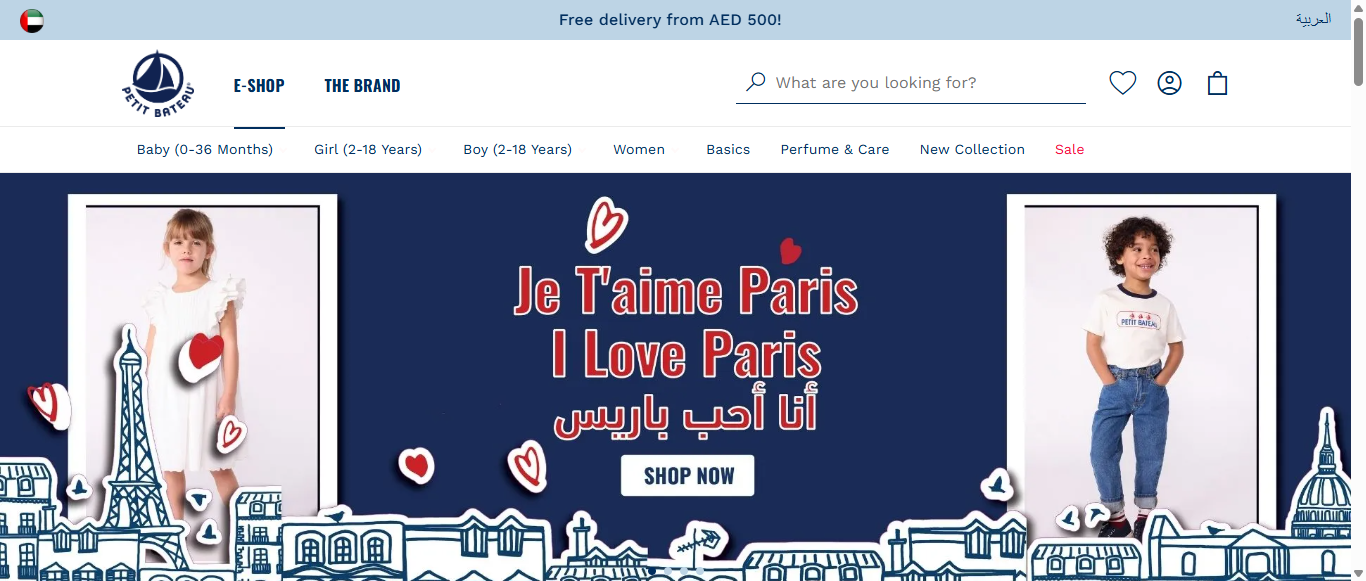 Free delivery from AED 500!
العربية
PETIT BATEAU
E-SHOP
THE BRAND
What are you looking for?
Baby (0-36 Months)
Girl (2-18 Years)
Boy (2-18 Years)
Women
Basics
Perfume & Care
New Collection
Sale
Je T'aime Paris
I Love Paris
أنا أحب باريس
SHOP NOW
PETIT BATEAU